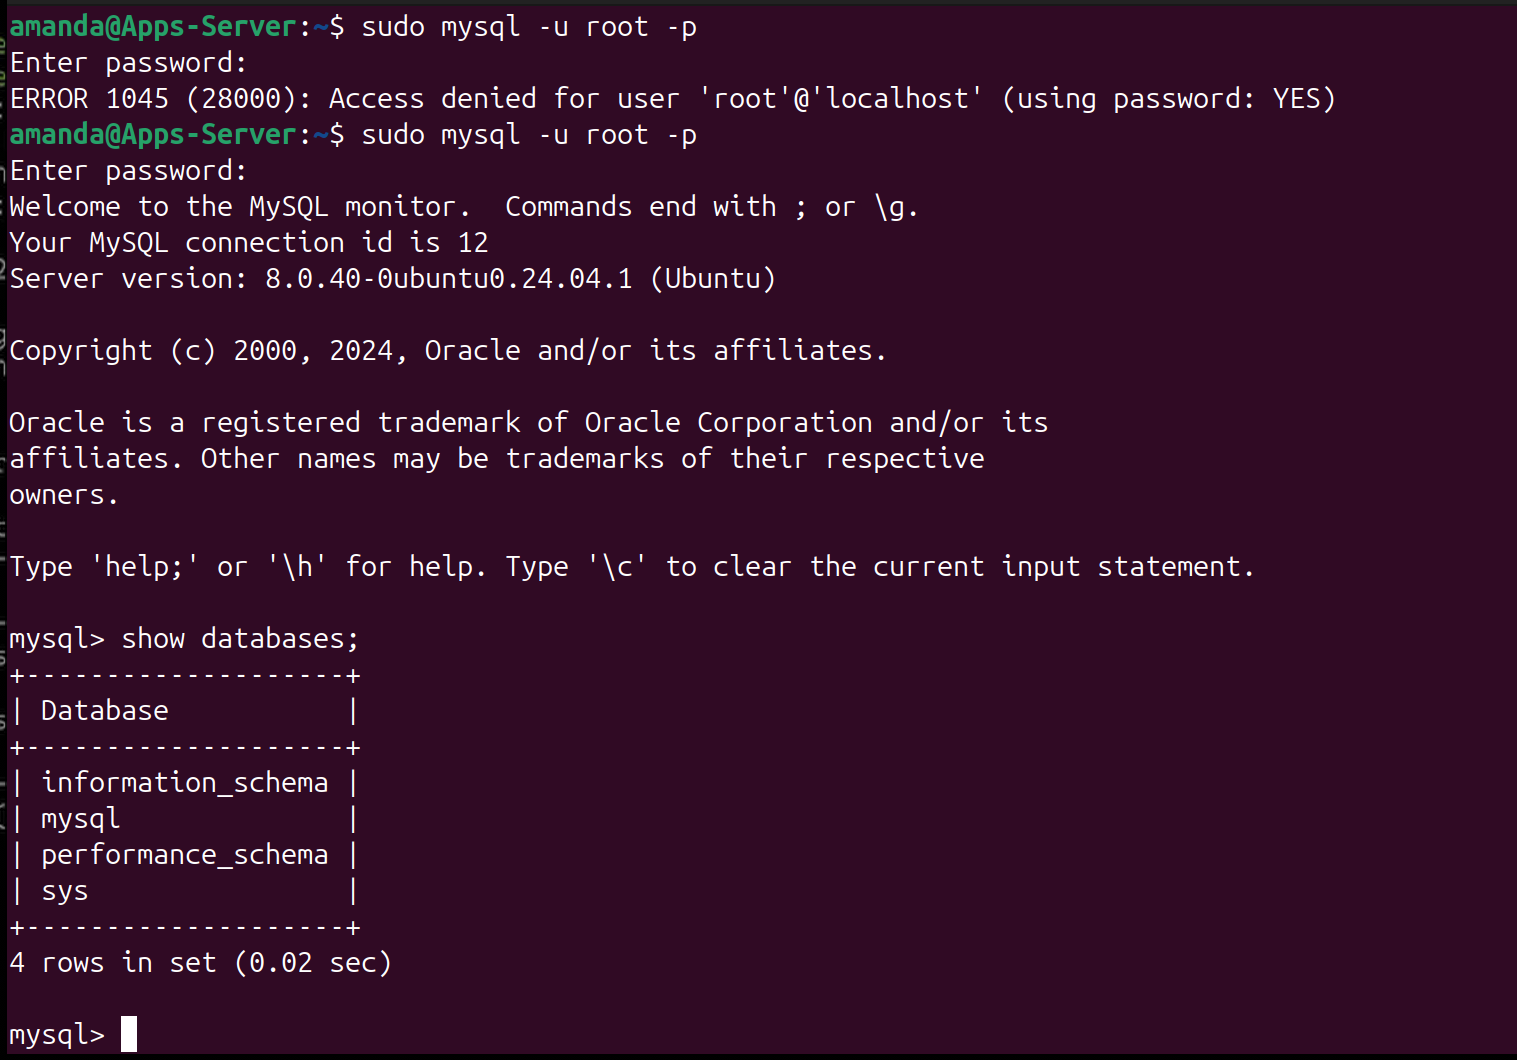 amanda@Apps-Server:~$ sudo mysql -u root -p
Enter password:
ERROR 1045 (28000): Access denied for user 'root'@'localhost' (using password: YES)
amanda@Apps-Server:~$ sudo mysql -u root -p
Enter password:
Welcome to the MySQL monitor.  Commands end with ; or \g.
Your MySQL connection id is 12
Server version: 8.0.40-0ubuntu0.24.04.1 (Ubuntu)

Copyright (c) 2000, 2024, Oracle and/or its affiliates.

Oracle is a registered trademark of Oracle Corporation and/or its
affiliates. Other names may be trademarks of their respective
owners.

Type 'help;' or '\h' for help. Type '\c' to clear the current input statement.

mysql> show databases;
+--------------------+
| Database           |
+--------------------+
| information_schema |
| mysql              |
| performance_schema |
| sys                |
+--------------------+
4 rows in set (0.02 sec)

mysql>